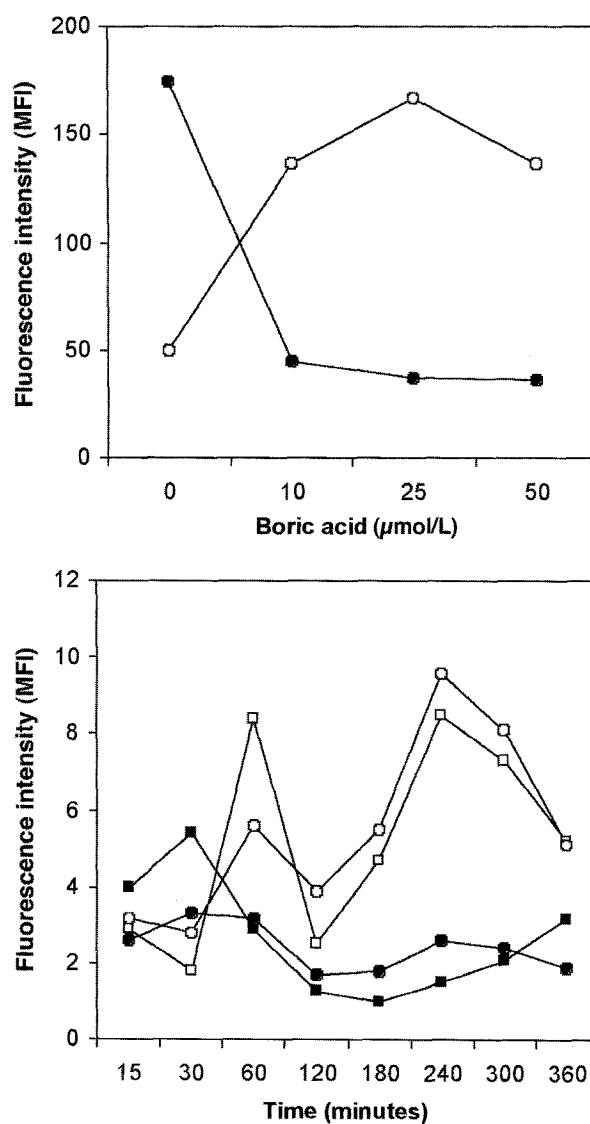 200
150
100
50
0
Fluorescence intensity (MFI)
0 10 25 50
Boric acid (µmol/L)
12
10
8
6
4
2
0
Fluorescence intensity (MFI)
15 30 60 120 180 240 300 360
Time (minutes)